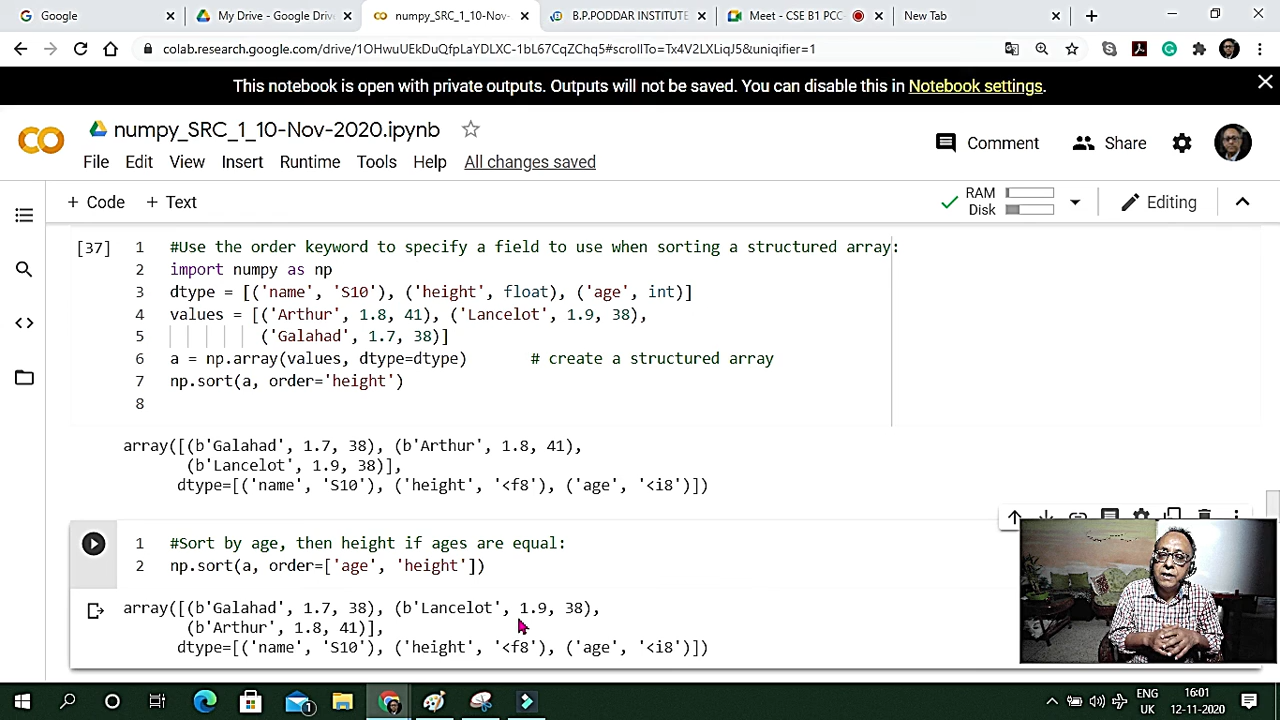 Google
My Drive - Google Driv
numpy_SRC_1_10-Nov-
B.P.PODDAR INSTITUTE
Meet - CSE B1 PCC-
New Tab
colab.research.google.com/drive/1OHwuUEkDuQfpLaYDLXC-1bL67CqZChq5#scrollTo=Tx4V2LXLiqJ5&uniqifier=1
This notebook is open with private outputs. Outputs will not be saved. You can disable this in Notebook settings.
numpy_SRC_1_10-Nov-2020.ipynb
Comment
Share
File Edit View Insert Runtime Tools Help All changes saved
+ Code + Text
RAM
Disk
Editing
[37] 1 #Use the order keyword to specify a field to use when sorting a structured array:
2 import numpy as np
3 dtype = [('name', 'S10'), ('height', float), ('age', int)]
4 values = [('Arthur', 1.8, 41), ('Lancelot', 1.9, 38),
5 ('Galahad', 1.7, 38)]
6 a = np.array(values, dtype=dtype) # create a structured array
7 np.sort(a, order='height')
8
array([(b'Galahad', 1.7, 38), (b'Arthur', 1.8, 41),
(b'Lancelot', 1.9, 38)],
dtype=[('name', 'S10'), ('height', '<f8'), ('age', '<i8')])
1 #Sort by age, then height if ages are equal:
2 np.sort(a, order=['age', 'height'])
array([(b'Galahad', 1.7, 38), (b'Lancelot', 1.9, 38),
(b'Arthur', 1.8, 41)],
dtype=[('name', 'S10'), ('height', '<f8'), ('age', '<i8')])
1
ENG
UK
16:01
12-11-2020